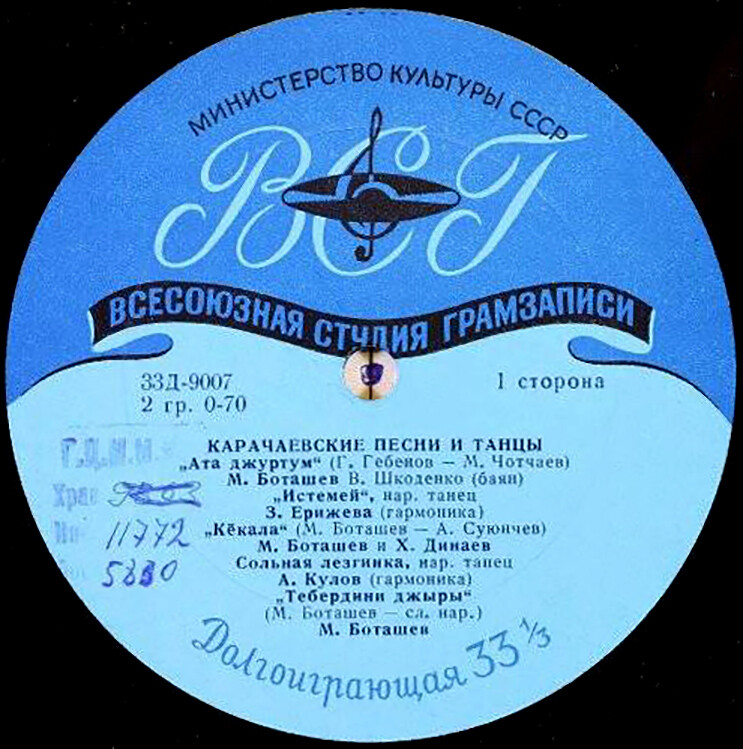 МИНИСТЕРСТВО КУЛЬТУРЫ СССР
ВСГ
ВСЕСОЮЗНАЯ СТУДИЯ ГРАМЗАПИСИ
33Д-9007
1 сторона
2 гр. 0-70
КАРАЧАЕВСКИЕ ПЕСНИ И ТАНЦЫ
„Ата джуртум“ (Г. Гебенов — М. Чотчаев)
М. Боташев В. Шкоденко (баян)
„Истемей“, нар. танец
З. Ерижева (гармоника)
„Кёкала“ (М. Боташев — А. Суюнчев)
М. Боташев и Х. Динаев
Сольная лезгинка, нар. танец
А. Кулов (гармоника)
„Тебердини джыры“
(М. Боташев — сл. нар.)
М. Боташев
Г.Ц.М.М.
Хран
11772
Долгоиграющая 33 1/3